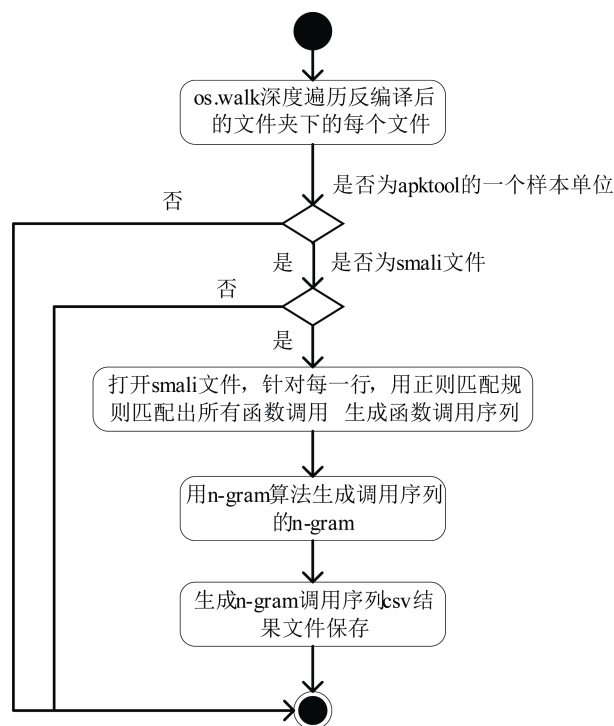 os.walk深度遍历反编译后
的文件夹下的每个文件
是否为apktool的一个样本单位
否
是
是否为smali文件
否
是
打开smali文件，针对每一行，用正则匹配规
则匹配出所有函数调用 生成函数调用序列
用n-gram算法生成调用序列
的n-gram
生成n-gram调用序列csv结
果文件保存